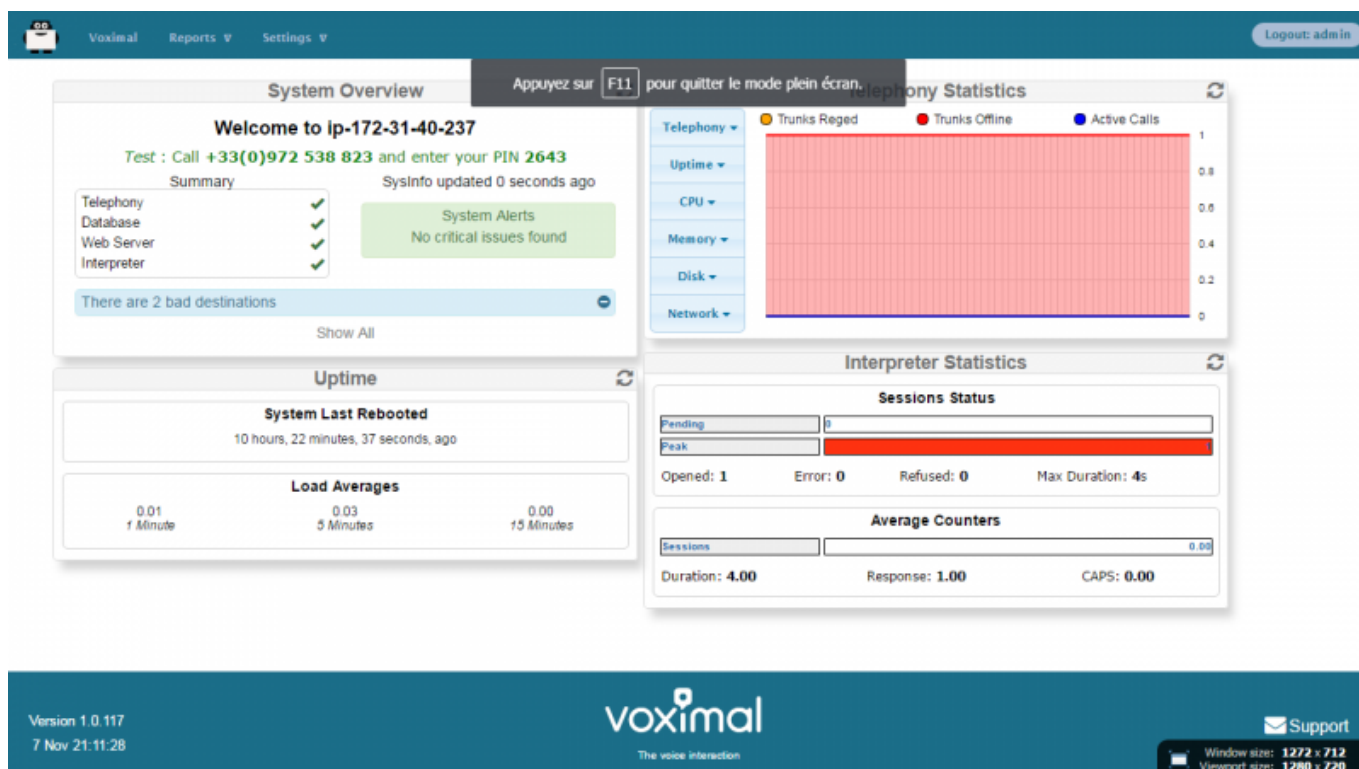 Voximal Reports Settings Logout: admin
Appuyez sur F11 pour quitter le mode plein écran.
System Overview
Welcome to ip-172-31-40-237
Test : Call +33(0)972 538 823 and enter your PIN 2643
Summary
Telephony
Database
Web Server
Interpreter
SysInfo updated 0 seconds ago
System Alerts
No critical issues found
There are 2 bad destinations
Show All
Uptime
System Last Rebooted
10 hours, 22 minutes, 37 seconds, ago
Load Averages
0.01 0.03 0.00
1 Minute 5 Minutes 15 Minutes
ephony Statistics
Telephony
Uptime
CPU
Memory
Disk
Network
Trunks Reged Trunks Offline Active Calls
1
0.8
0.6
0.4
0.2
0
Interpreter Statistics
Sessions Status
Pending 0
Peak
Opened: 1 Error: 0 Refused: 0 Max Duration: 4s
Average Counters
Sessions 0.00
Duration: 4.00 Response: 1.00 CAPS: 0.00
Version 1.0.117
7 Nov 21:11:28
voximal
The voice interaction
Support
Window size: 1272 x 712
Viewport size: 1280 x 720